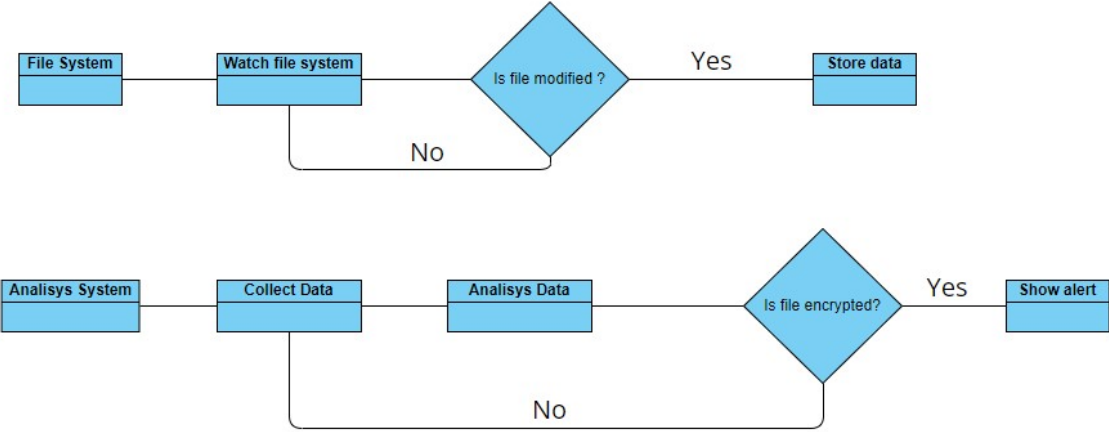 File System
Watch file system
Is file modified ?
Yes
Store data
No
Analisys System
Collect Data
Analisys Data
Is file encrypted?
Yes
Show alert
No